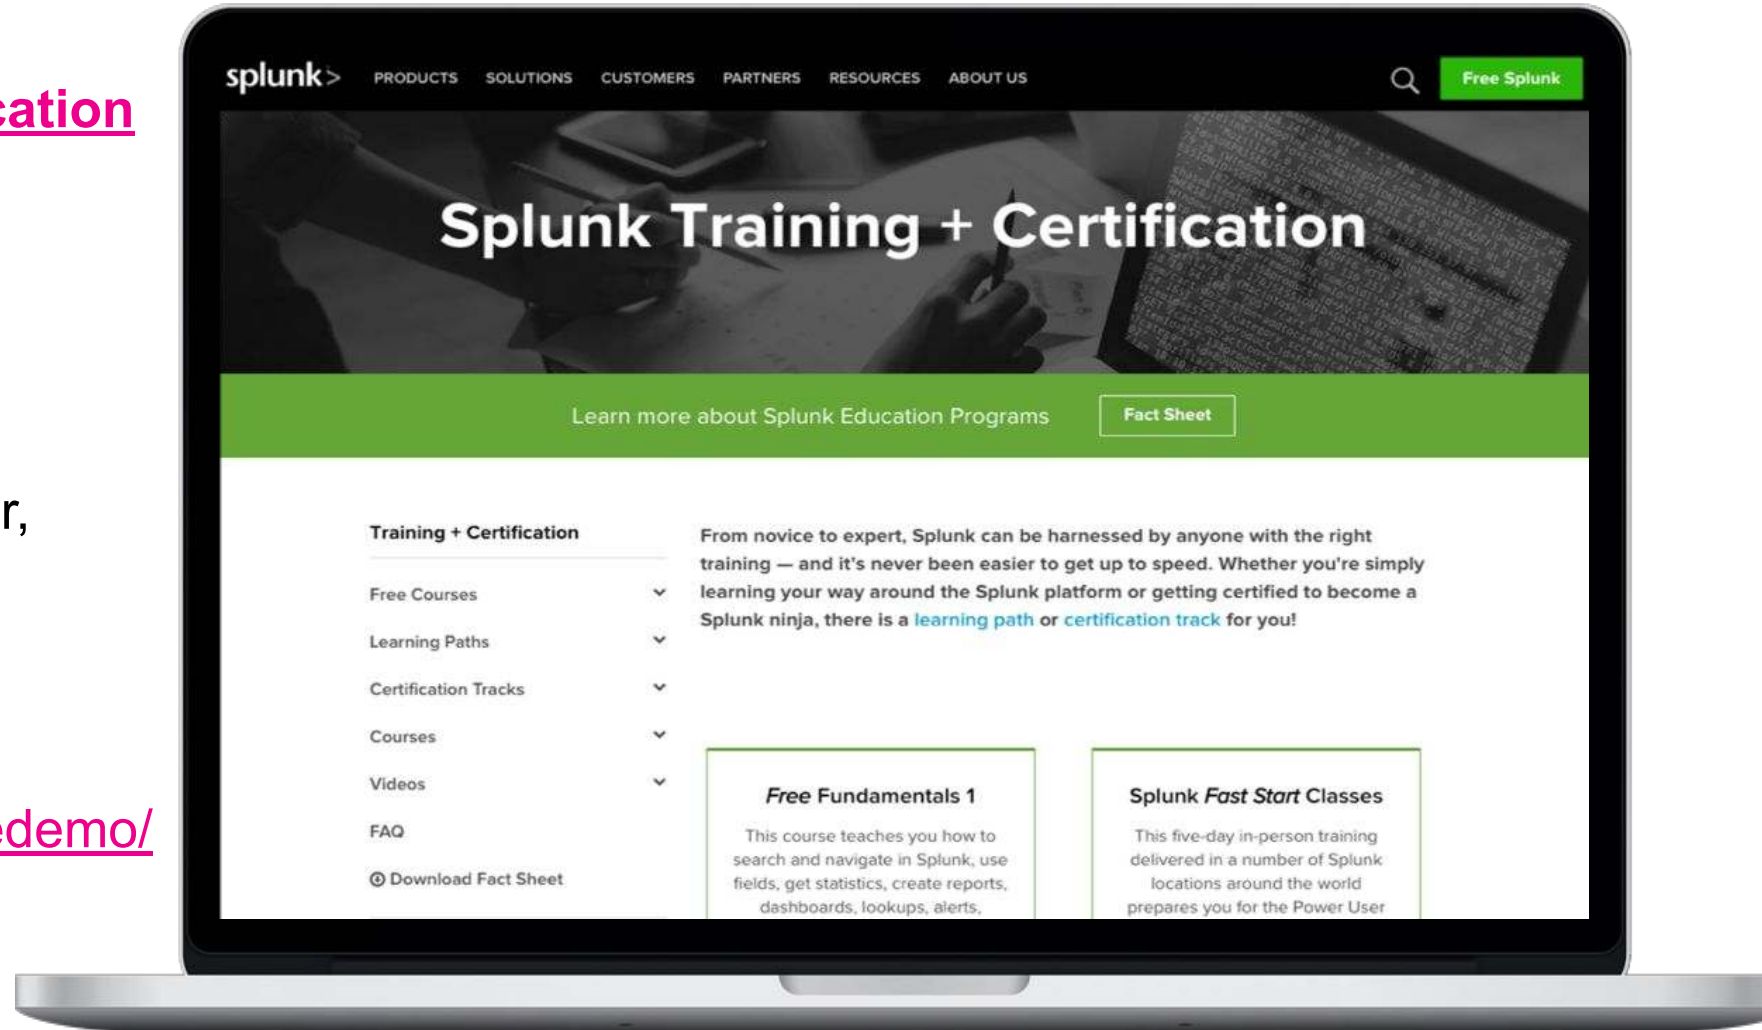 cation
r,
edemo/
splunk>
PRODUCTS SOLUTIONS CUSTOMERS PARTNERS RESOURCES ABOUT US
Free Splunk
Splunk Training + Certification
Learn more about Splunk Education Programs
Fact Sheet
Training + Certification
Free Courses
Learning Paths
Certification Tracks
Courses
Videos
FAQ
Download Fact Sheet
From novice to expert, Splunk can be harnessed by anyone with the right
training — and it's never been easier to get up to speed. Whether you're simply
learning your way around the Splunk platform or getting certified to become a
Splunk ninja, there is a learning path or certification track for you!
Free Fundamentals 1
This course teaches you how to
search and navigate in Splunk, use
fields, get statistics, create reports,
dashboards, lookups, alerts,
Splunk Fast Start Classes
This five-day in-person training
delivered in a number of Splunk
locations around the world
prepares you for the Power User